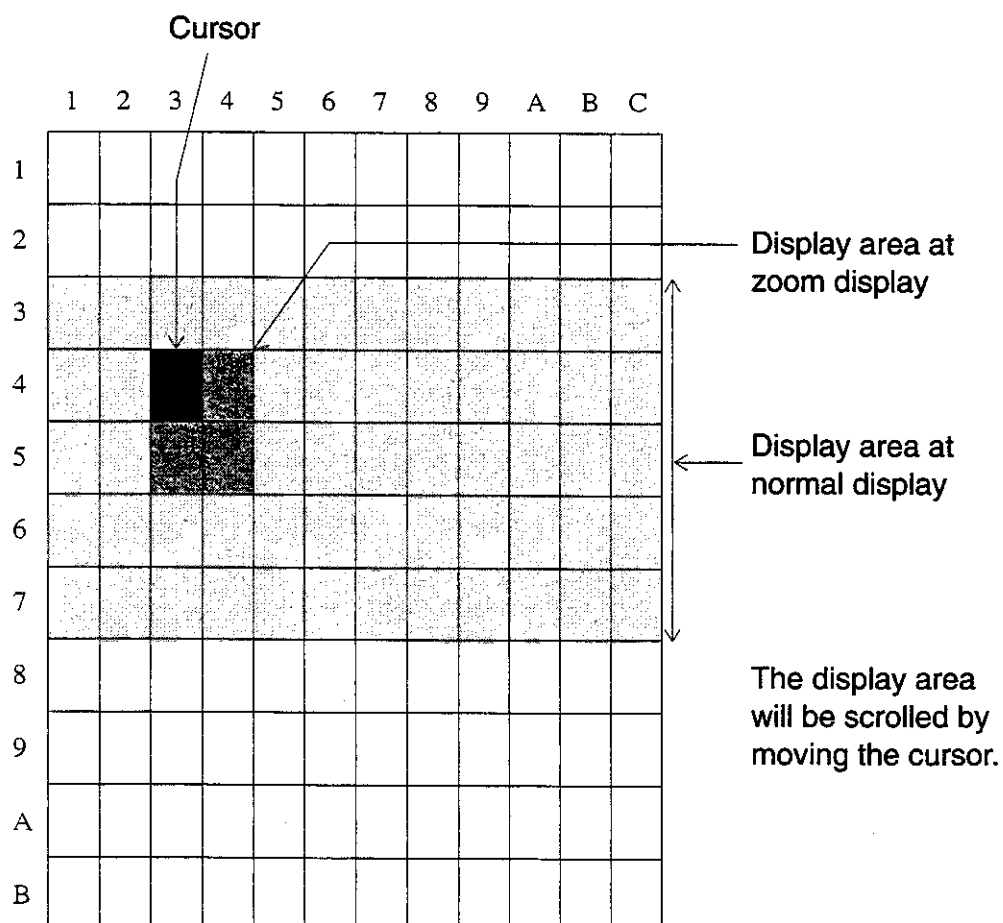 Cursor
1 2 3 4 5 6 7 8 9 A B C
1
2
Display area at
zoom display
3
4
5
Display area at
normal display
6
7
8
The display area
will be scrolled by
moving the cursor.
9
A
B